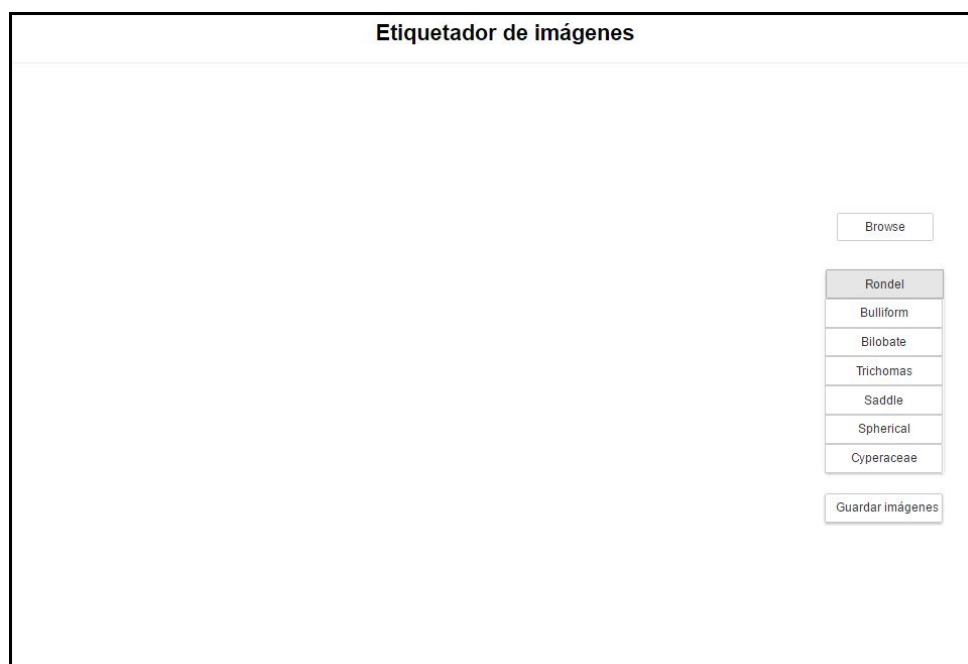 Etiquetador de imágenes
Browse
Rondel
Bulliform
Bilobate
Trichomas
Saddle
Spherical
Cyperaceae
Guardar imágenes